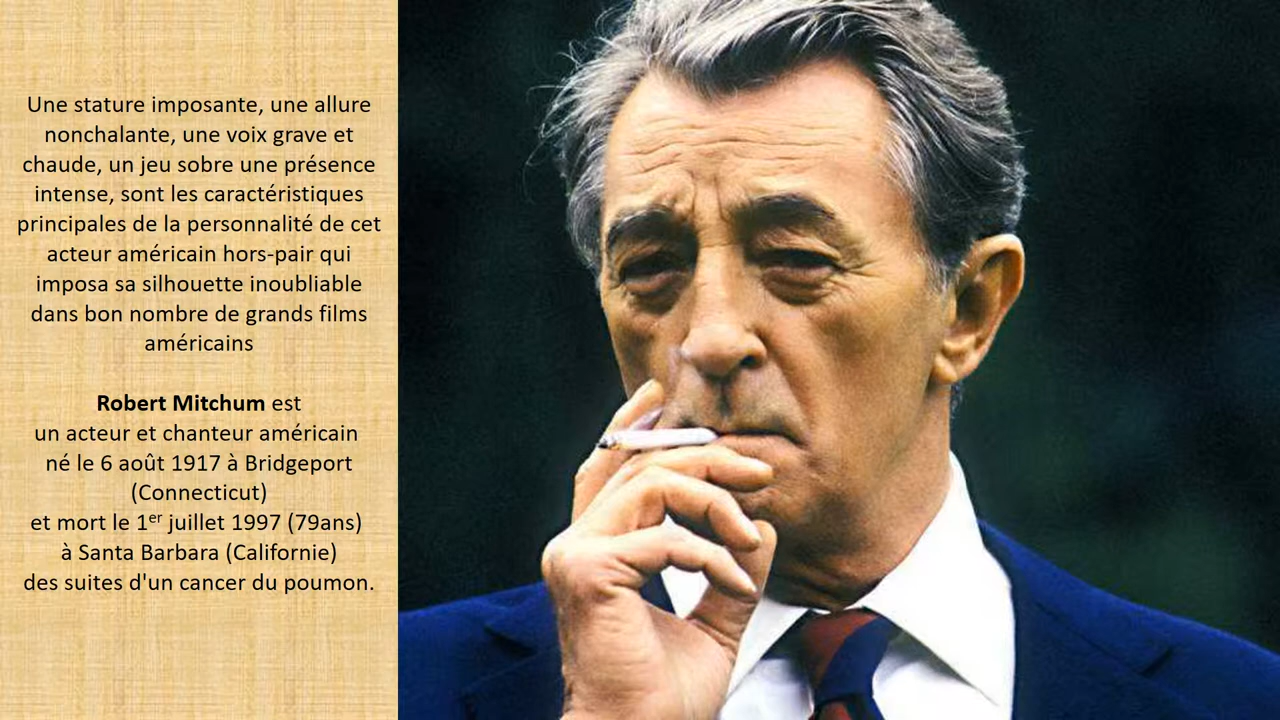 Une stature imposante, une allure
nonchalante, une voix grave et
chaude, un jeu sobre une présence
intense, sont les caractéristiques
principales de la personnalité de cet
acteur américain hors-pair qui
imposa sa silhouette inoubliable
dans bon nombre de grands films
américains
Robert Mitchum est
un acteur et chanteur américain
né le 6 août 1917 à Bridgeport
(Connecticut)
et mort le 1er juillet 1997 (79ans)
à Santa Barbara (Californie)
des suites d'un cancer du poumon.